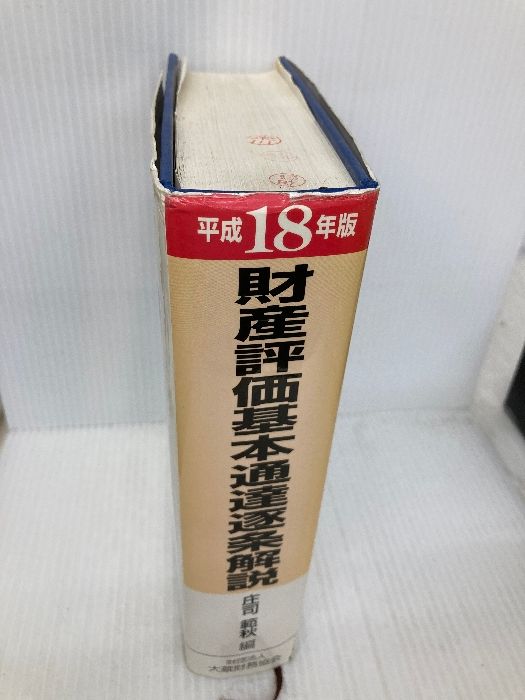 平成18年版
財産評価基本通達逐条解説
庄司 範秋 編
財団法人
大蔵財務協会